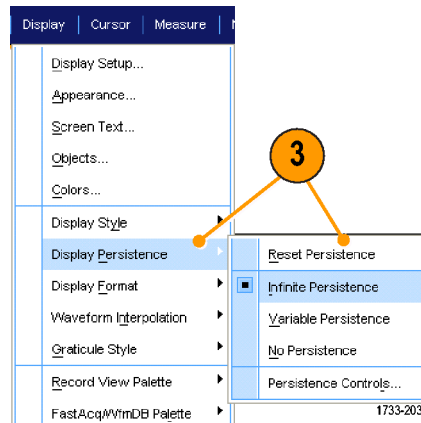 Display Cursor Measure
Display Setup...
Appearance...
Screen Text...
Objects...
Colors...
3
Display Style
Display Persistence
Reset Persistence
Display Format
Infinite Persistence
Waveform Interpolation
Variable Persistence
Graticule Style
No Persistence
Record View Palette
Persistence Controls...
FastAcq/WfmDB Palette
1733-203